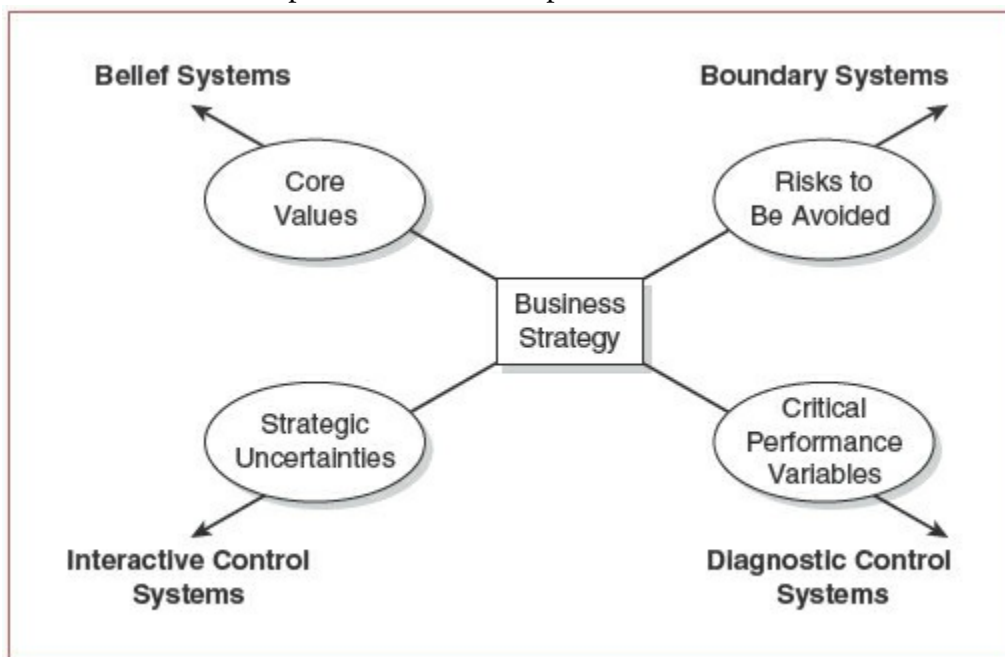 Belief Systems
Boundary Systems
Core
Values
Risks to
Be Avoided
Business
Strategy
Strategic
Uncertainties
Critical
Performance
Variables
Interactive Control
Systems
Diagnostic Control
Systems